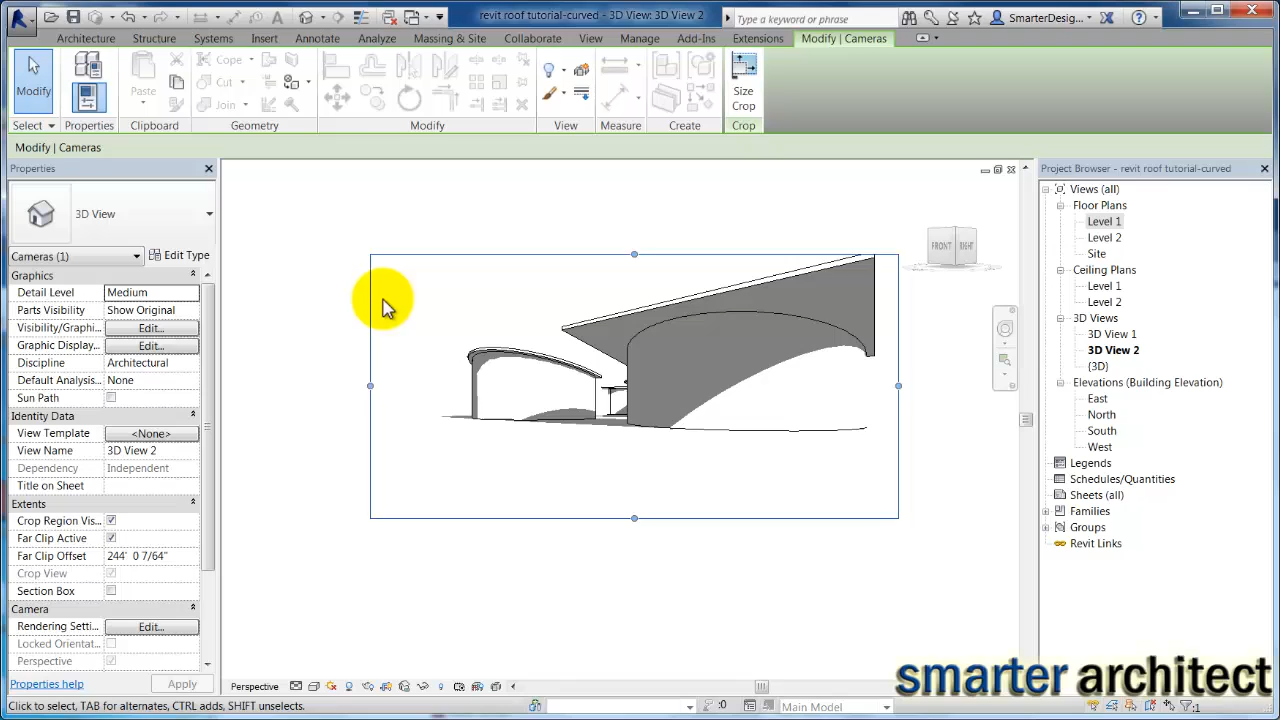 revit roof tutorial-curved - 3D View: 3D View 2
Type a keyword or phrase
SmarterDesig...
Architecture Structure Systems Insert Annotate Analyze Massing & Site Collaborate View Manage Add-Ins Extensions Modify | Cameras
Modify
Paste
Cope
Cut
Join
Size
Crop
Select Properties Clipboard Geometry Modify View Measure Create Crop
Modify | Cameras
Properties
3D View
Cameras (1)
Edit Type
Graphics
Detail Level Medium
Parts Visibility Show Original
Visibility/Graphi... Edit...
Graphic Display... Edit...
Discipline Architectural
Default Analysis... None
Sun Path
Identity Data
View Template <None>
View Name 3D View 2
Dependency Independent
Title on Sheet
Extents
Crop Region Vis...
Far Clip Active
Far Clip Offset 244' 0 7/64"
Crop View
Section Box
Camera
Rendering Setti... Edit...
Locked Orientat...
Perspective
Properties help
Apply
FRONT RIGHT
Project Browser - revit roof tutorial-curved
Views (all)
Floor Plans
Level 1
Level 2
Site
Ceiling Plans
Level 1
Level 2
3D Views
3D View 1
3D View 2
{3D}
Elevations (Building Elevation)
East
North
South
West
Legends
Schedules/Quantities
Sheets (all)
Families
Groups
Revit Links
Perspective
smarter architect
Click to select, TAB for alternates, CTRL adds, SHIFT unselects.
:0
Main Model
:1